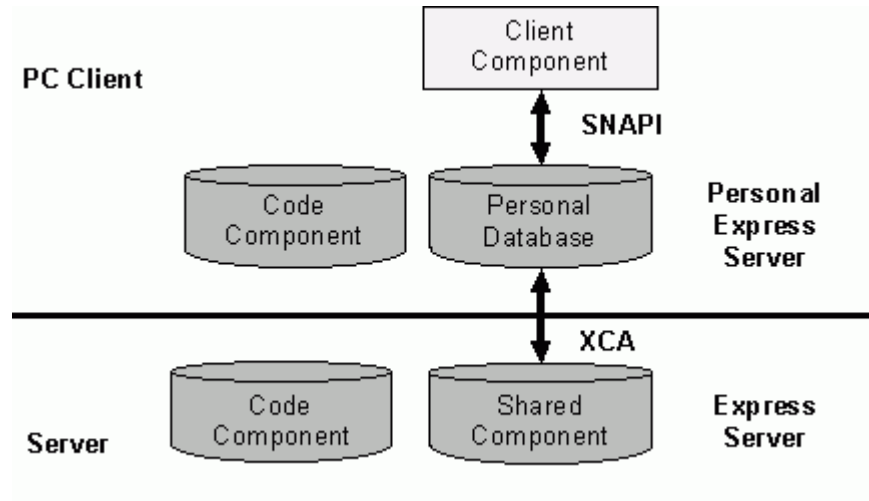 Client
Component
PC Client
SNAPI
Code
Component
Personal
Database
Personal
Express
Server
XCA
Code
Component
Shared
Component
Express
Server
Server